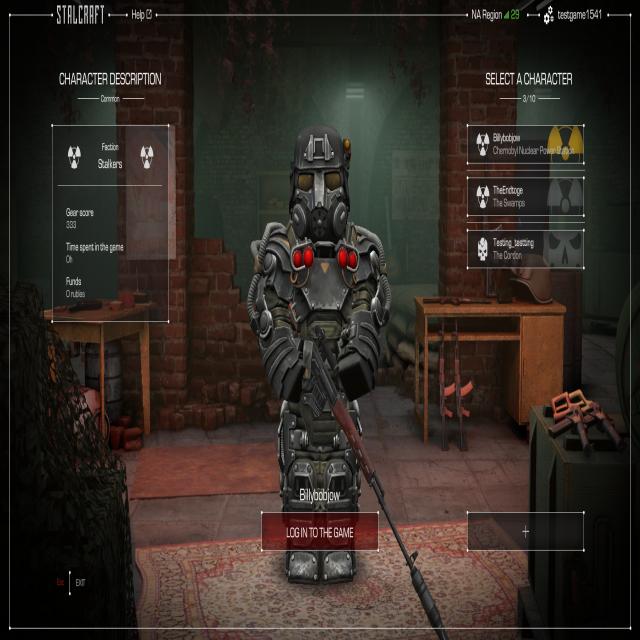 STALCRAFT
Help
NA Region 29
testgame1541
CHARACTER DESCRIPTION
Common
Faction
Stalkers
Gear score
333
Time spent in the game
0h
Funds
0 rubles
SELECT A CHARACTER
3/10
Billybobjow
Chernobyl Nuclear Power Station
TheEndtoge
The Swamps
Testing_testting
The Cordon
Billybobjow
LOG IN TO THE GAME
+
Esc
EXIT